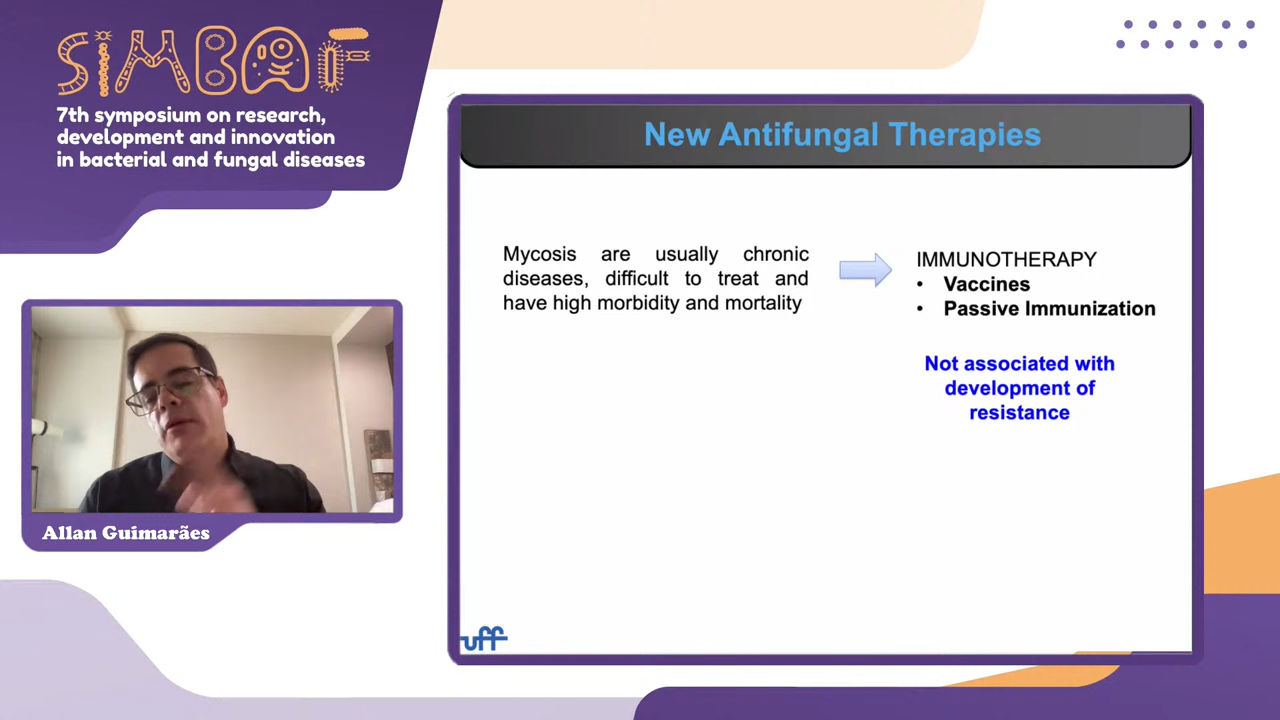 SIMBAF
7th symposium on research,
development and innovation
in bacterial and fungal diseases
New Antifungal Therapies
Mycosis are usually chronic
diseases, difficult to treat and
have high morbidity and mortality
IMMUNOTHERAPY
• Vaccines
• Passive Immunization
Not associated with
development of
resistance
Allan Guimarães
uff